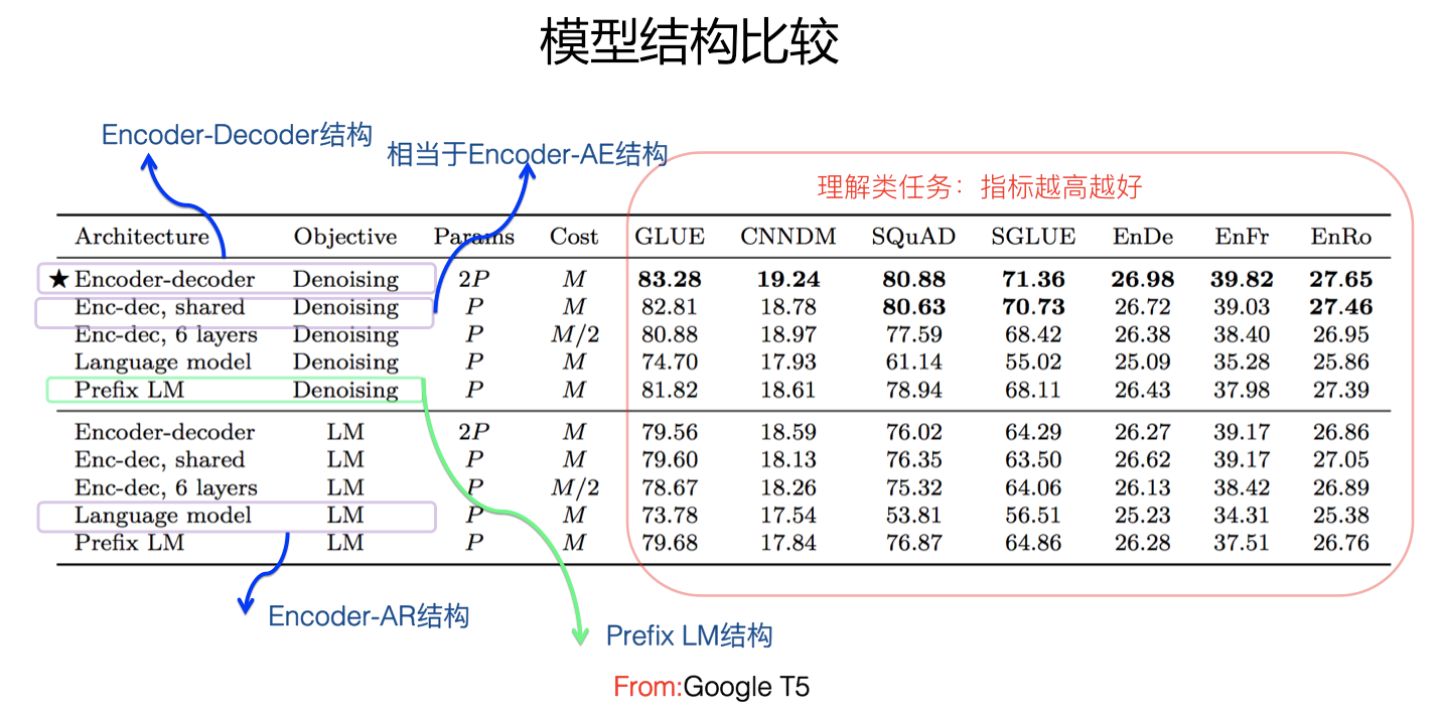 模型结构比较
Encoder-Decoder结构
相当于Encoder-AE结构
理解类任务：指标越高越好
Architecture Objective Params Cost GLUE CNNDM SQuAD SGLUE EnDe EnFr EnRo
★ Encoder-decoder Denoising 2P M 83.28 19.24 80.88 71.36 26.98 39.82 27.65
Enc-dec, shared Denoising P M 82.81 18.78 80.63 70.73 26.72 39.03 27.46
Enc-dec, 6 layers Denoising P M/2 80.88 18.97 77.59 68.42 26.38 38.40 26.95
Language model Denoising P M 74.70 17.93 61.14 55.02 25.09 35.28 25.86
Prefix LM Denoising P M 81.82 18.61 78.94 68.11 26.43 37.98 27.39
Encoder-decoder LM 2P M 79.56 18.59 76.02 64.29 26.27 39.17 26.86
Enc-dec, shared LM P M 79.60 18.13 76.35 63.50 26.62 39.17 27.05
Enc-dec, 6 layers LM P M/2 78.67 18.26 75.32 64.06 26.13 38.42 26.89
Language model LM P M 73.78 17.54 53.81 56.51 25.23 34.31 25.38
Prefix LM LM P M 79.68 17.84 76.87 64.86 26.28 37.51 26.76
Encoder-AR结构
Prefix LM结构
From:Google T5